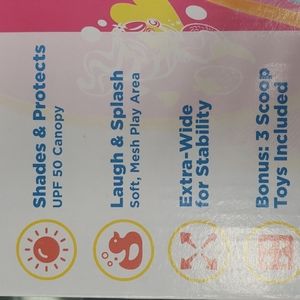 Shades & Protects
UPF 50 Canopy
Laugh & Splash
Soft, Mesh Play Area
Extra-Wide
for Stability
Bonus: 3 Scoop
Toys Included